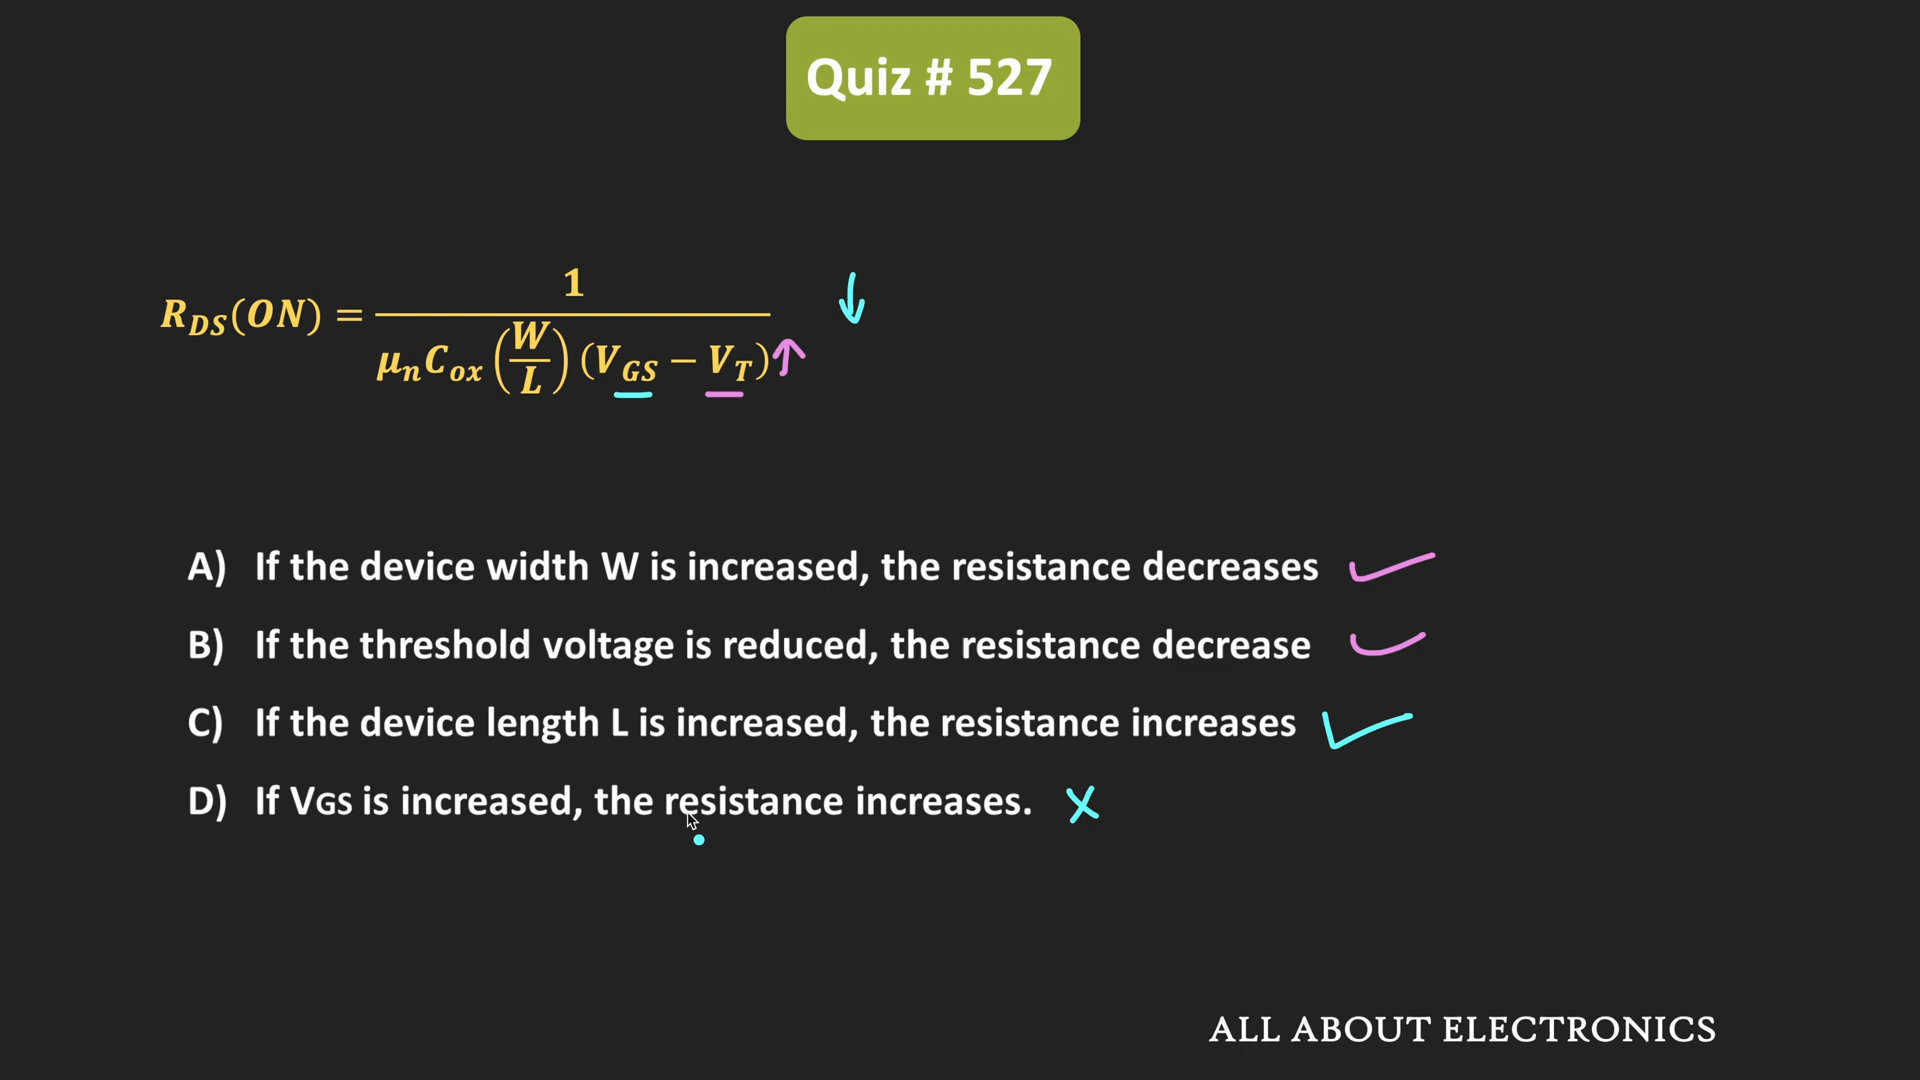 Quiz # 527
R_DS(ON) = 1 / (μ_n C_ox (W/L) (V_GS − V_T)) ↑ ↓
A) If the device width W is increased, the resistance decreases ✓
B) If the threshold voltage is reduced, the resistance decrease ✓
C) If the device length L is increased, the resistance increases ✓
D) If VGS is increased, the resistance increases. ✗
ALL ABOUT ELECTRONICS